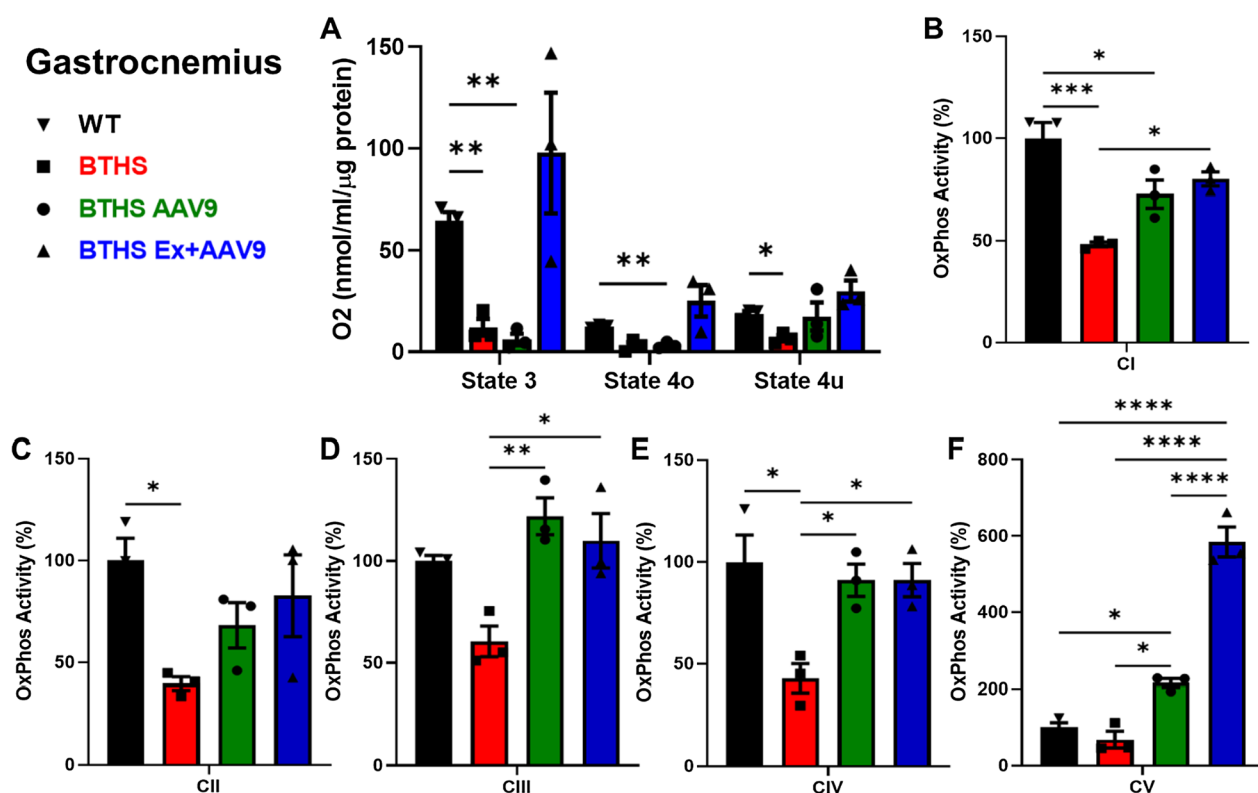 Gastrocnemius
WT
BTHS
BTHS AAV9
BTHS Ex+AAV9
A
O2 (nmol/ml/µg protein)
150
100
50
0
**
**
**
*
State 3 State 4o State 4u
B
OxPhos Activity (%)
150
100
50
0
*
***
*
CI
C
OxPhos Activity (%)
150
100
50
0
*
CII
D
OxPhos Activity (%)
150
100
50
0
*
**
CIII
E
OxPhos Activity (%)
150
100
50
0
* *
*
CIV
F
OxPhos Activity (%)
800
600
400
200
0
****
****
****
*
*
CV